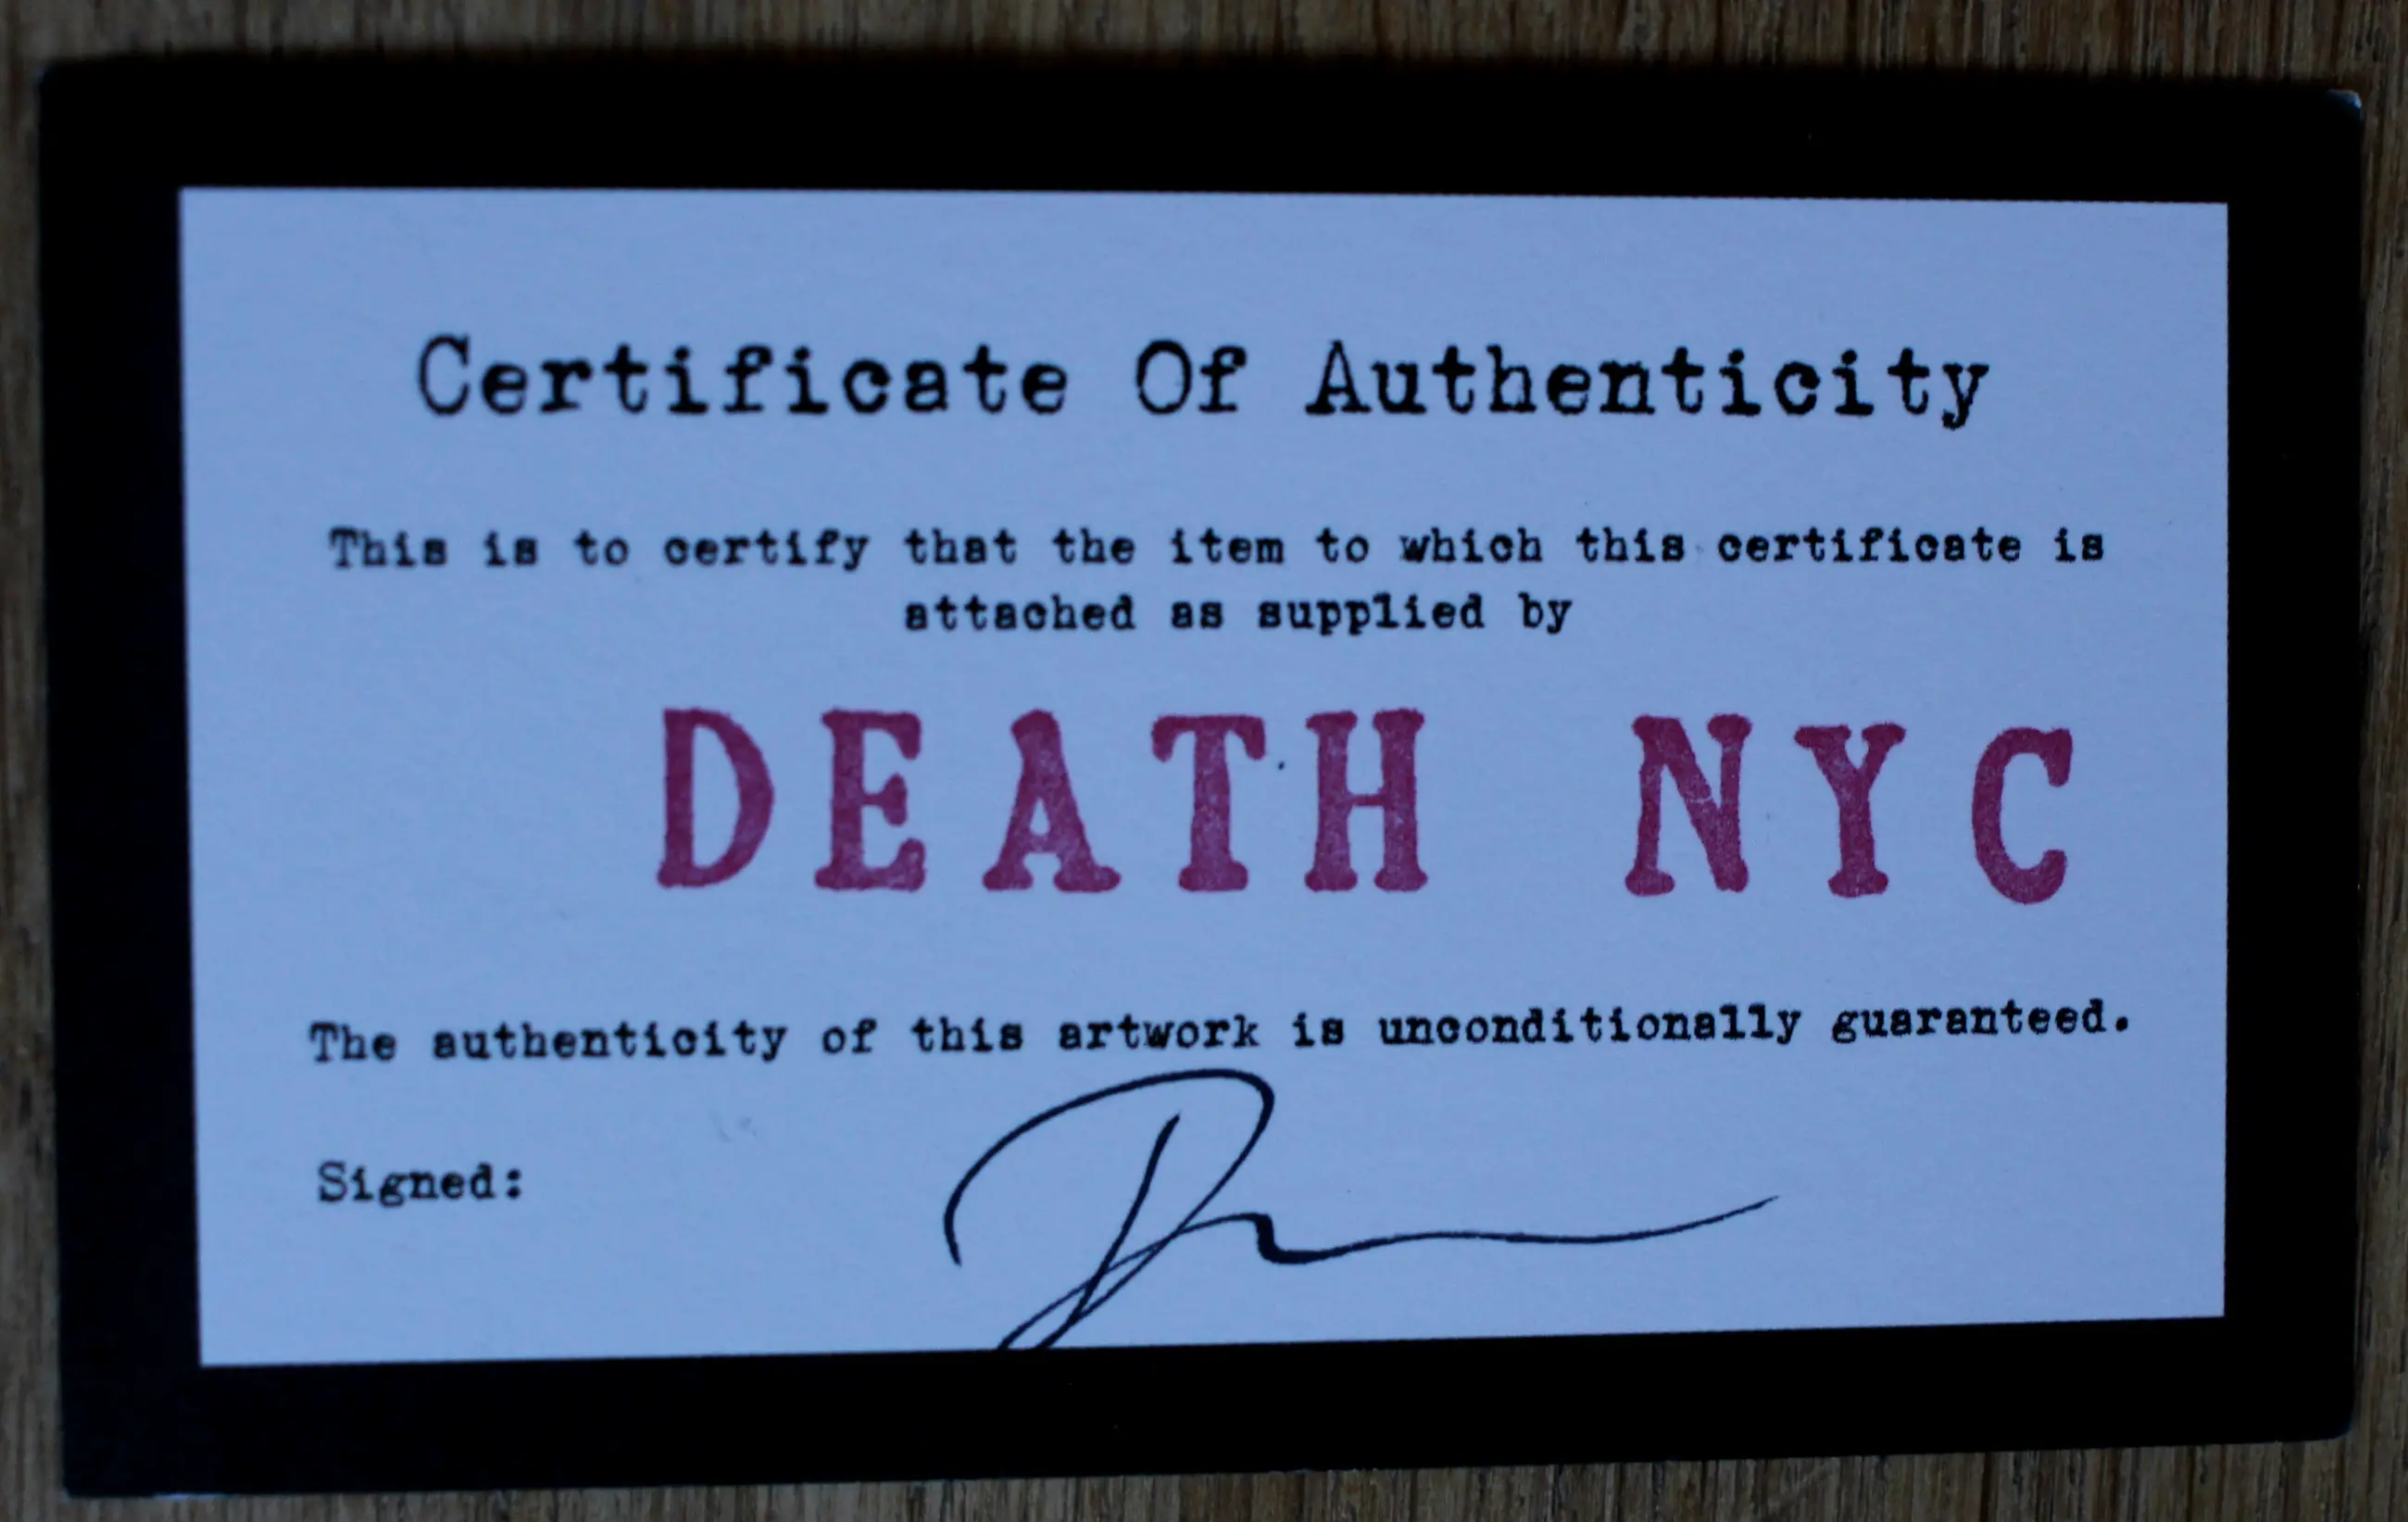 Certificate Of Authenticity
This is to certify that the item to which this certificate is
attached as supplied by
DEATH NYC
The authenticity of this artwork is unconditionally guaranteed.
Signed: